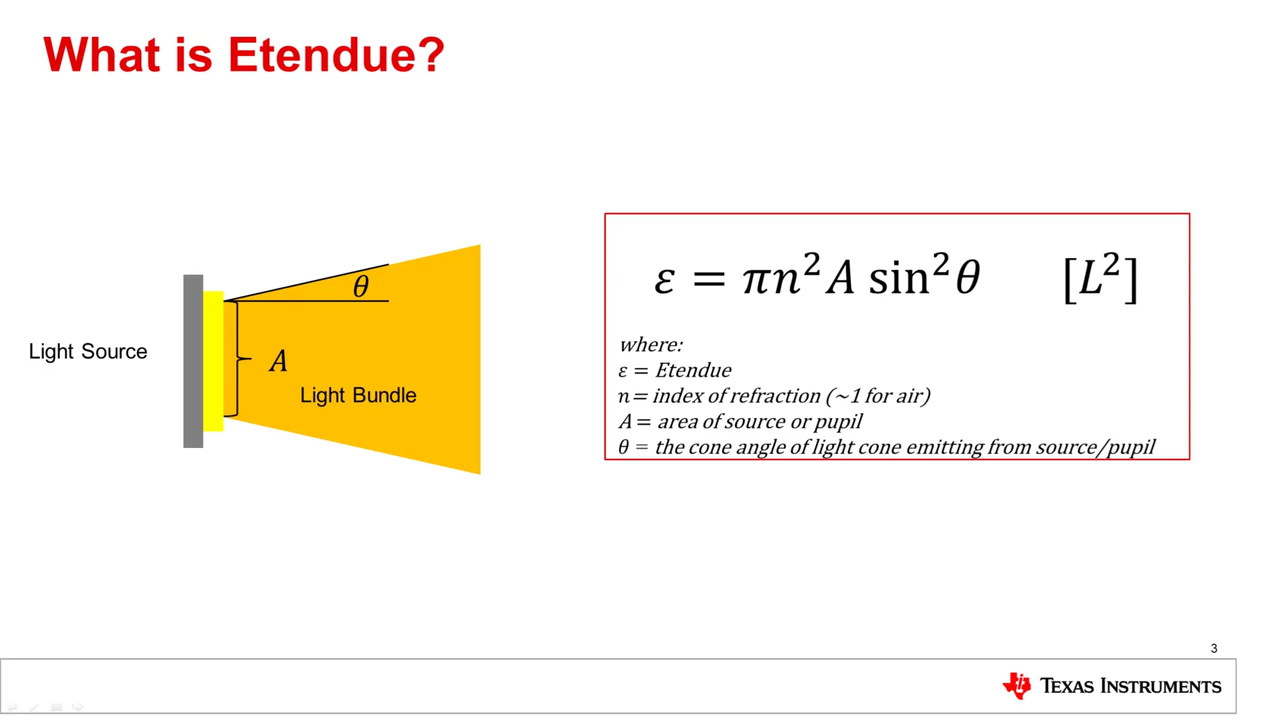 What is Etendue?
Light Source
θ
A
Light Bundle
ε = πn²A sin²θ [L²]
where:
ε = Etendue
n = index of refraction (~1 for air)
A = area of source or pupil
θ = the cone angle of light cone emitting from source/pupil
3
TEXAS INSTRUMENTS